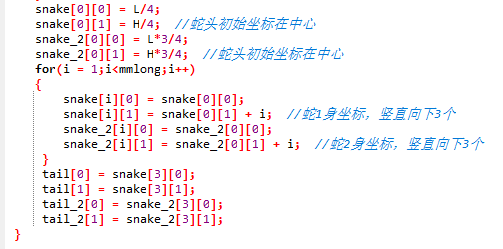 snake[0][0] = L/4;
snake[0][1] = H/4;  //蛇头初始坐标在中心
snake_2[0][0] = L*3/4;
snake_2[0][1] = H*3/4;  //蛇头初始坐标在中心
for(i = 1;i<mmlong;i++)
{
snake[i][0] = snake[0][0];
snake[i][1] = snake[0][1] + i;  //蛇1身坐标，竖直向下3个
snake_2[i][0] = snake_2[0][0];
snake_2[i][1] = snake_2[0][1] + i;  //蛇2身坐标，竖直向下3个
}
tail[0] = snake[3][0];
tail[1] = snake[3][1];
tail_2[0] = snake_2[3][0];
tail_2[1] = snake_2[3][1];
}